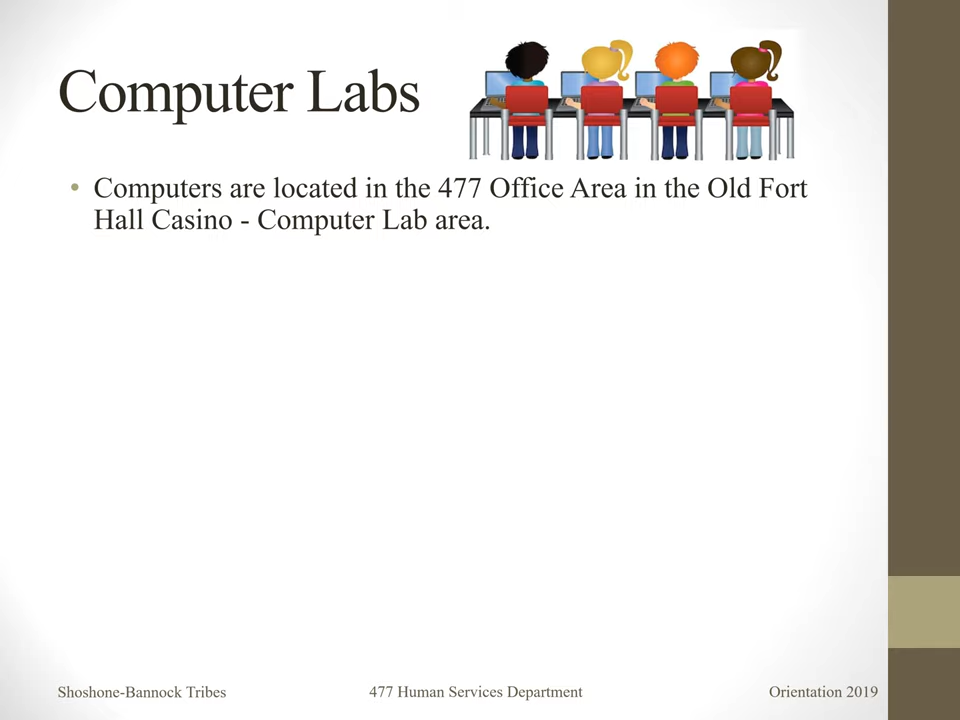 Computer Labs
• Computers are located in the 477 Office Area in the Old Fort
Hall Casino - Computer Lab area.
Shoshone-Bannock Tribes
477 Human Services Department
Orientation 2019